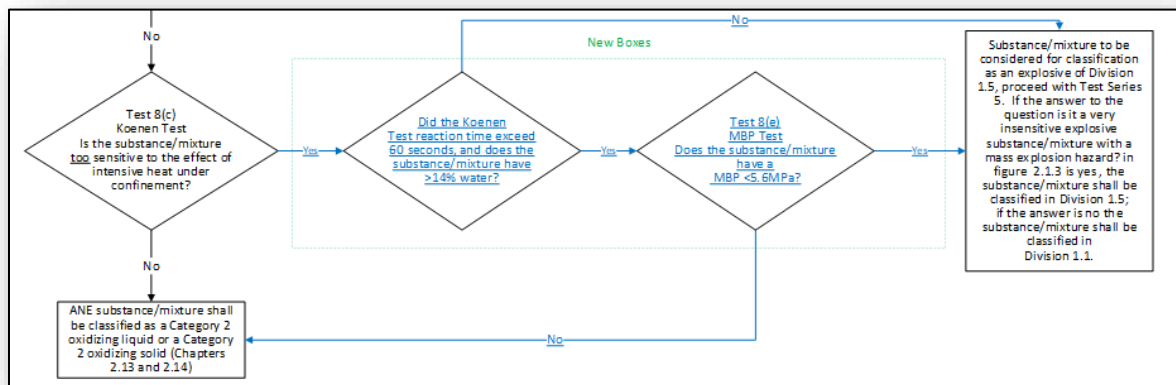 No
No
New Boxes
Test 8(c)
Koenen Test
Is the substance/mixture
too sensitive to the effect of
intensive heat under
confinement?
Yes
Did the Koenen
Test reaction time exceed
60 seconds, and does the
substance/mixture have
>14% water?
Yes
Test 8(e)
MBP Test
Does the substance/mixture
have a
MBP <5.6MPa?
Yes
Substance/mixture to be
considered for classification
as an explosive of Division
1.5, proceed with Test Series
5. If the answer to the
question is it a very
insensitive explosive
substance/mixture with a
mass explosion hazard? in
figure 2.1.3 is yes, the
substance/mixture shall be
classified in Division 1.5;
if the answer is no the
substance/mixture shall be
classified in
Division 1.1.
No
ANE substance/mixture shall
be classified as a Category 2
oxidizing liquid or a Category
2 oxidizing solid (Chapters
2.13 and 2.14)
No